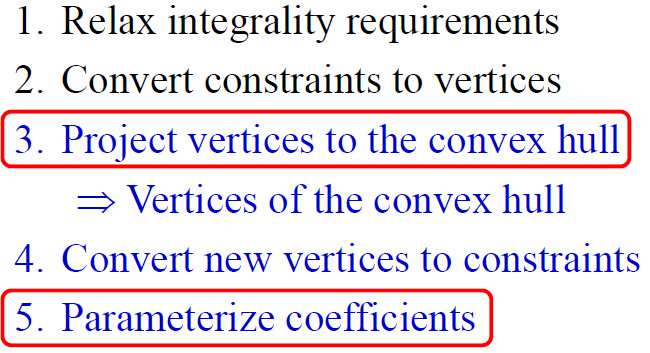 1. Relax integrality requirements
2. Convert constraints to vertices
3. Project vertices to the convex hull
⇒ Vertices of the convex hull
4. Convert new vertices to constraints
5. Parameterize coefficients